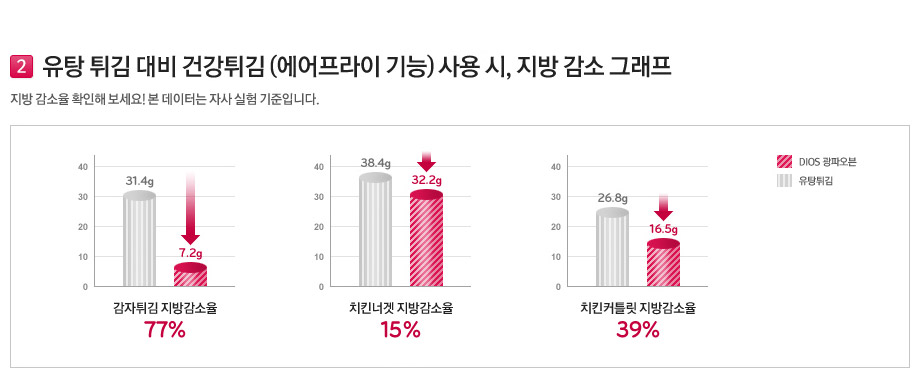 2 유탕 튀김 대비 건강튀김 (에어프라이 기능) 사용 시, 지방 감소 그래프
지방 감소율 확인해 보세요! 본 데이터는 자사 실험 기준입니다.
40
30
20
10
0
31.4g
7.2g
감자튀김 지방감소율
77%
40
30
20
10
0
38.4g
32.2g
치킨너겟 지방감소율
15%
40
30
20
10
0
26.8g
16.5g
치킨커틀릿 지방감소율
39%
DIOS 광파오븐
유탕튀김